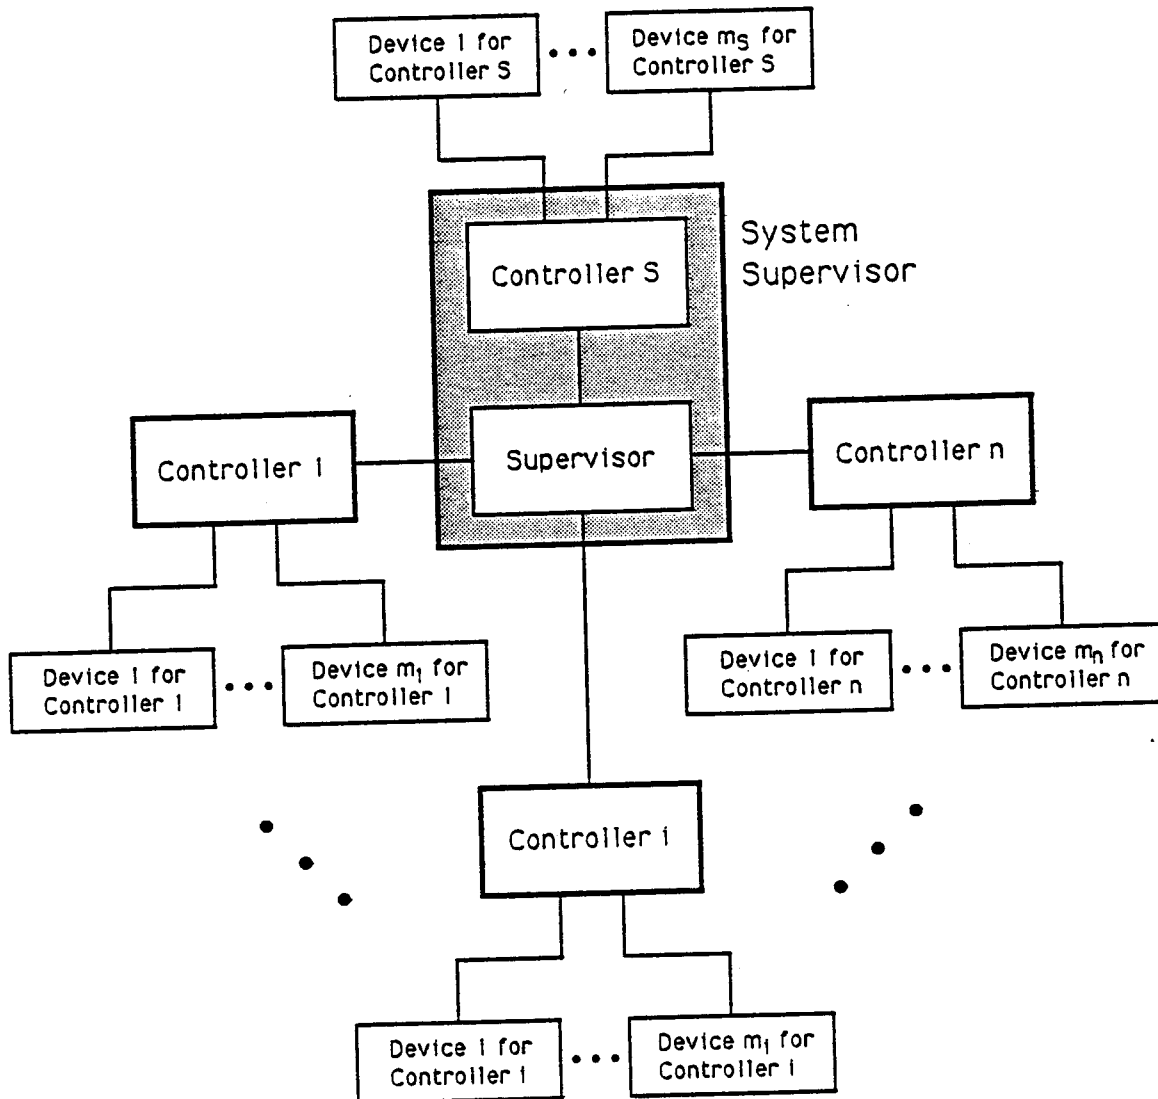 Device 1 for
Controller S
Device mS for
Controller S
System
Supervisor
Controller S
Supervisor
Controller 1
Controller n
Device 1 for
Controller 1
Device m1 for
Controller 1
Device 1 for
Controller n
Device mn for
Controller n
Controller i
Device 1 for
Controller i
Device mi for
Controller i